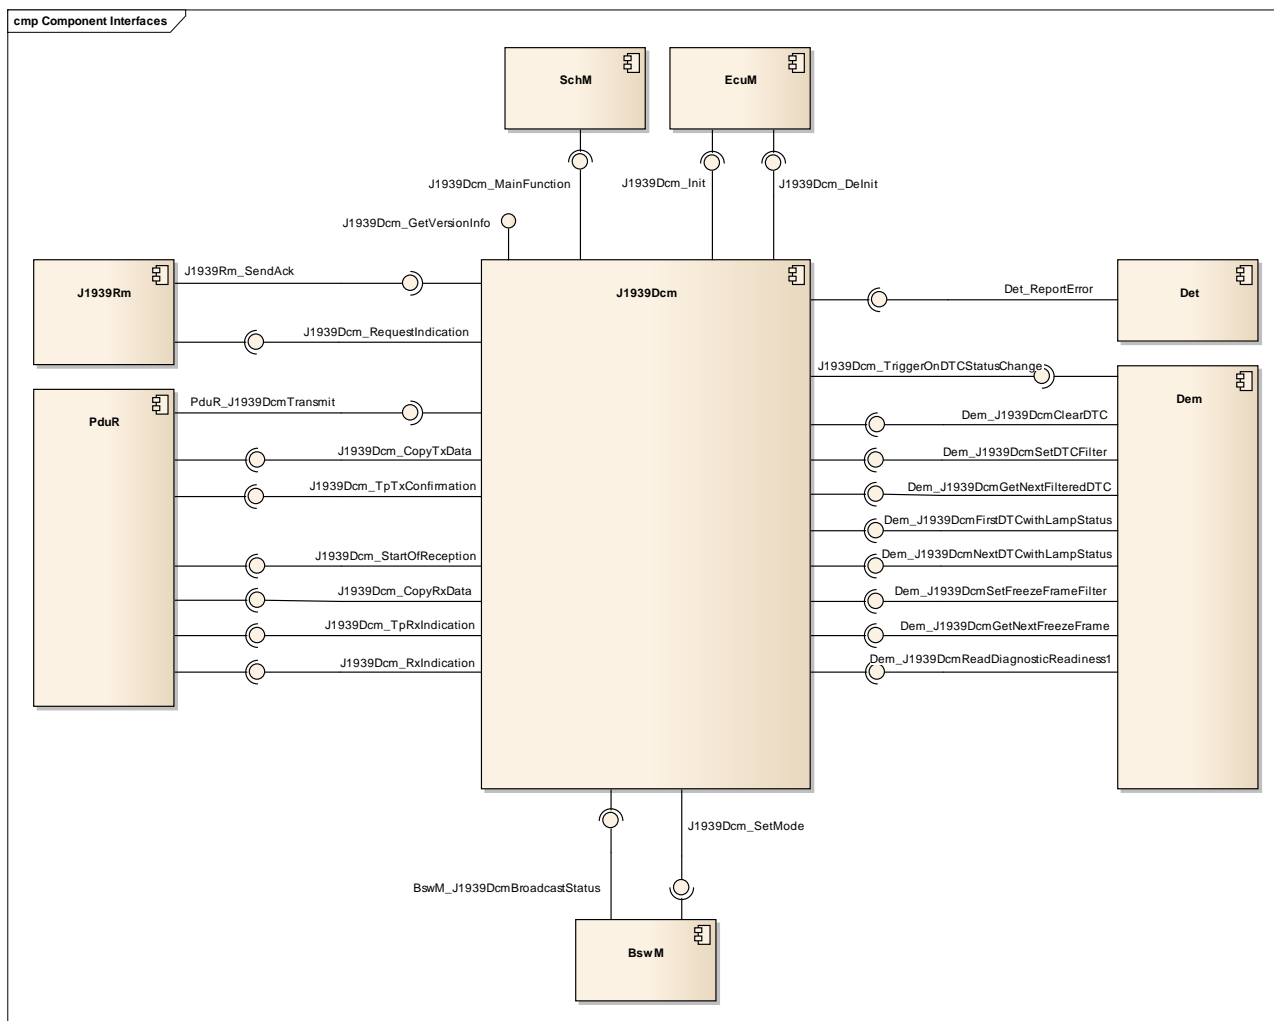 cmp Component Interfaces
SchM
EcuM
J1939Dcm_MainFunction
J1939Dcm_Init
J1939Dcm_DeInit
J1939Dcm_GetVersionInfo
J1939Rm
J1939Rm_SendAck
J1939Dcm_RequestIndication
J1939Dcm
Det_ReportError
Det
PduR
PduR_J1939DcmTransmit
J1939Dcm_CopyTxData
J1939Dcm_TpTxConfirmation
J1939Dcm_StartOfReception
J1939Dcm_CopyRxData
J1939Dcm_TpRxIndication
J1939Dcm_RxIndication
J1939Dcm_TriggerOnDTCStatusChange
Dem
Dem_J1939DcmClearDTC
Dem_J1939DcmSetDTCFilter
Dem_J1939DcmGetNextFilteredDTC
Dem_J1939DcmFirstDTCwithLampStatus
Dem_J1939DcmNextDTCwithLampStatus
Dem_J1939DcmSetFreezeFrameFilter
Dem_J1939DcmGetNextFreezeFrame
Dem_J1939DcmReadDiagnosticReadiness1
J1939Dcm_SetMode
BswM_J1939DcmBroadcastStatus
BswM